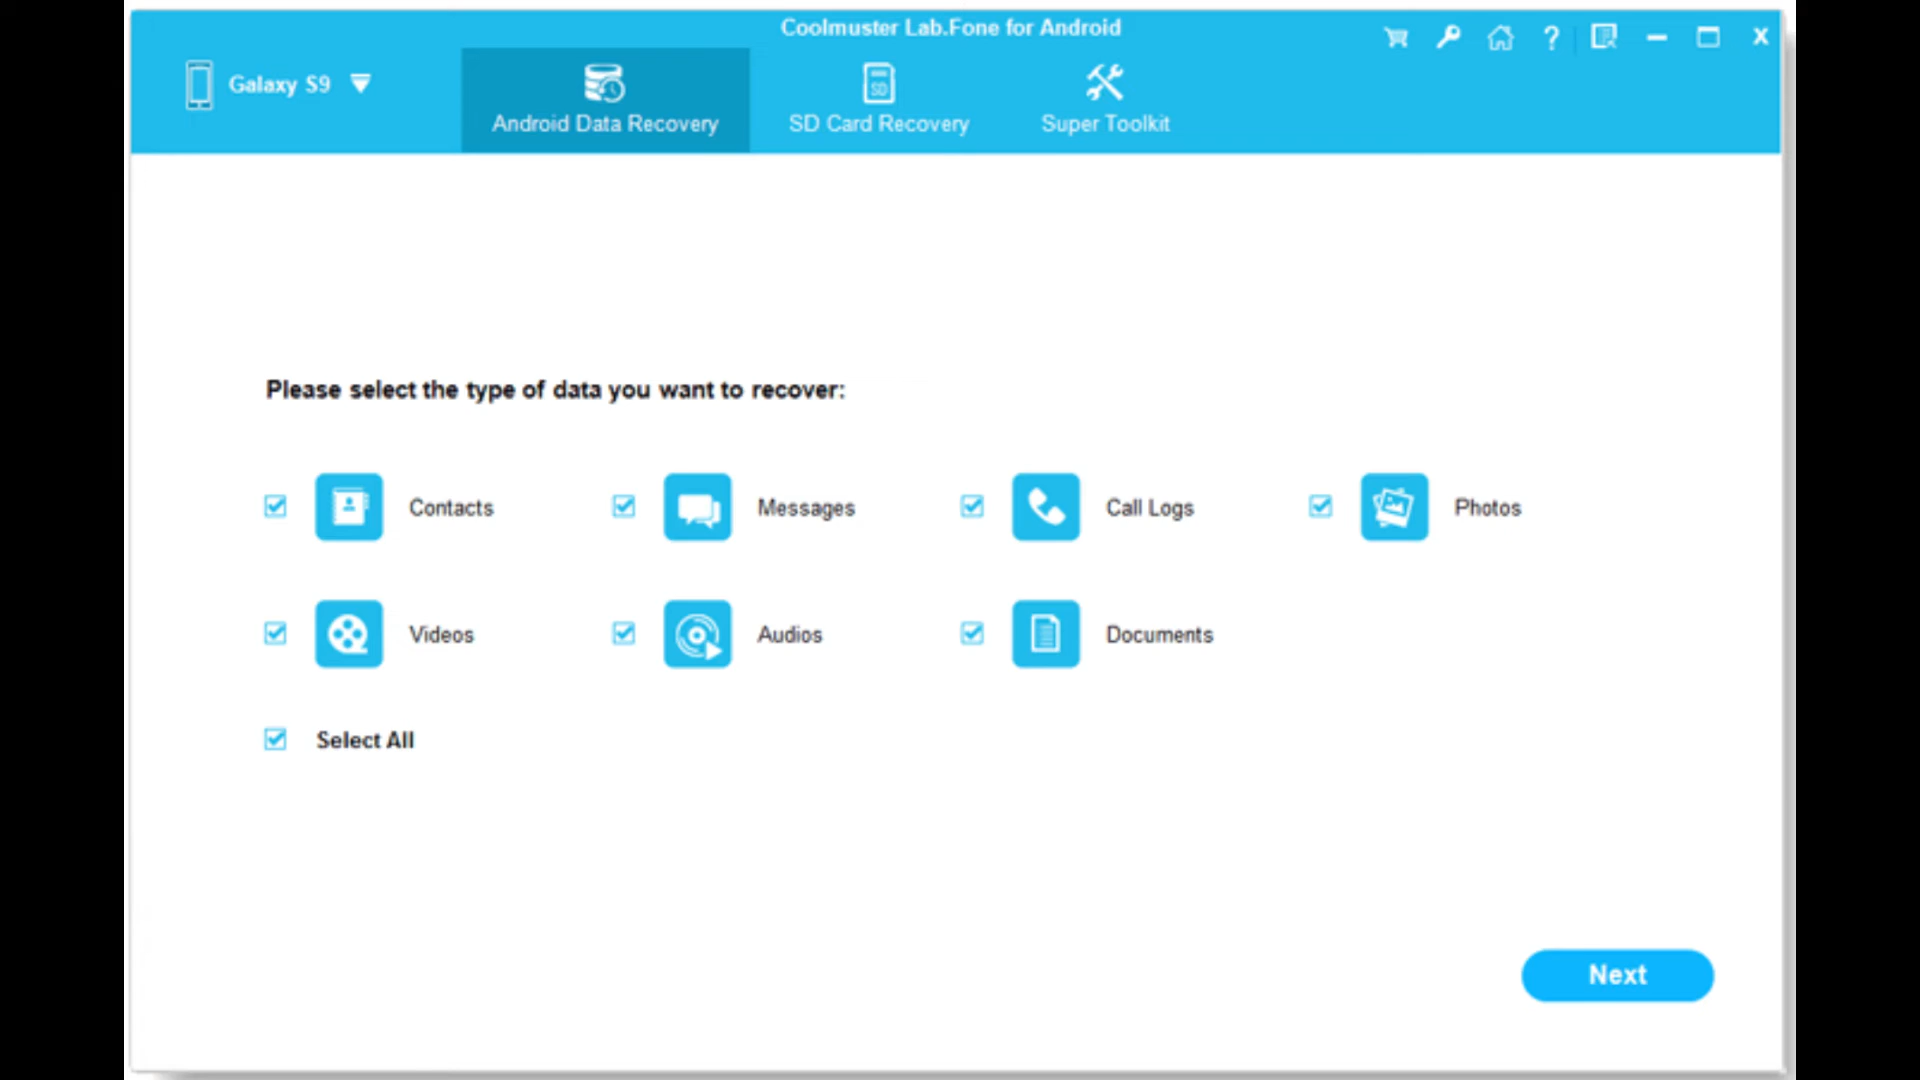 Coolmuster Lab.Fone for Android
Galaxy S9
Android Data Recovery
SD
SD Card Recovery
Super Toolkit
?
X
Please select the type of data you want to recover:
Contacts
Messages
Call Logs
Photos
Videos
Audios
Documents
Select All
Next